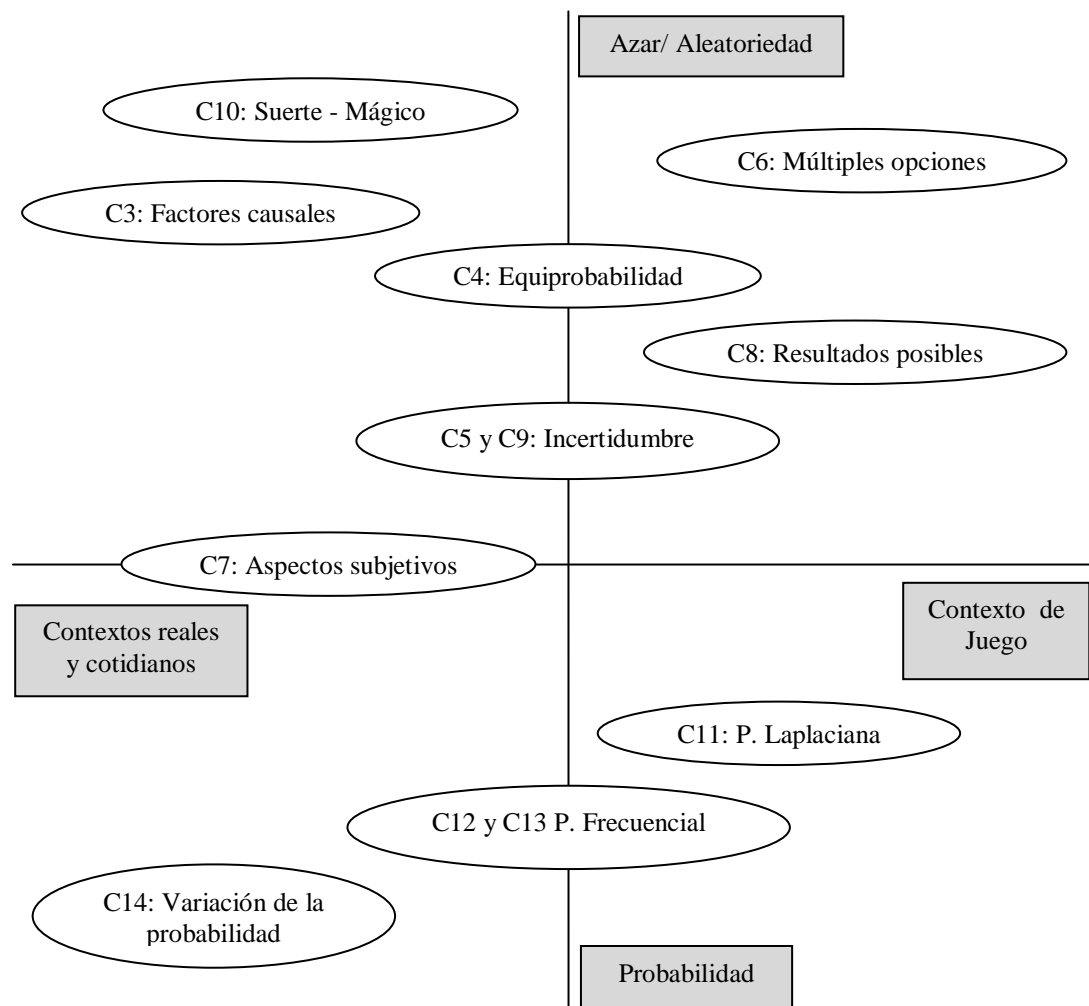 Azar/ Aleatoriedad
C10: Suerte - Mágico
C6: Múltiples opciones
C3: Factores causales
C4: Equiprobabilidad
C8: Resultados posibles
C5 y C9: Incertidumbre
C7: Aspectos subjetivos
Contextos reales
y cotidianos
Contexto de
Juego
C11: P. Laplaciana
C12 y C13 P. Frecuencial
C14: Variación de la
probabilidad
Probabilidad